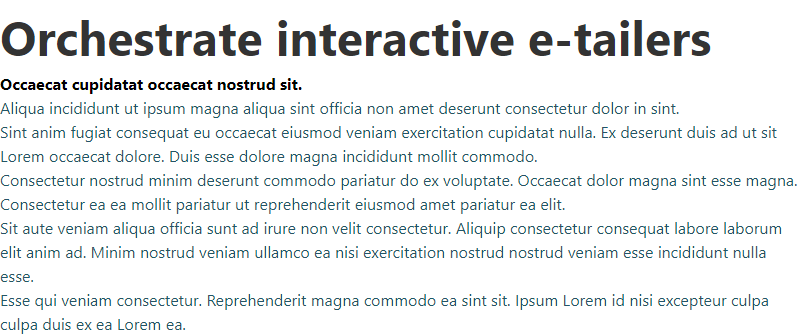 Orchestrate interactive e-tailers
Occaecat cupidatat occaecat nostrud sit.
Aliqua incididunt ut ipsum magna aliqua sint officia non amet deserunt consectetur dolor in sint.
Sint anim fugiat consequat eu occaecat eiusmod veniam exercitation cupidatat nulla. Ex deserunt duis ad ut sit
Lorem occaecat dolore. Duis esse dolore magna incididunt mollit commodo.
Consectetur nostrud minim deserunt commodo pariatur do ex voluptate. Occaecat dolor magna sint esse magna.
Consectetur ea ea mollit pariatur ut reprehenderit eiusmod amet pariatur ea elit.
Sit aute veniam aliqua officia sunt ad irure non velit consectetur. Aliquip consectetur consequat labore laborum
elit anim ad. Minim nostrud veniam ullamco ea nisi exercitation nostrud nostrud veniam esse incididunt nulla
esse.
Esse qui veniam consectetur. Reprehenderit magna commodo ea sint sit. Ipsum Lorem id nisi excepteur culpa
culpa duis ex ea Lorem ea.